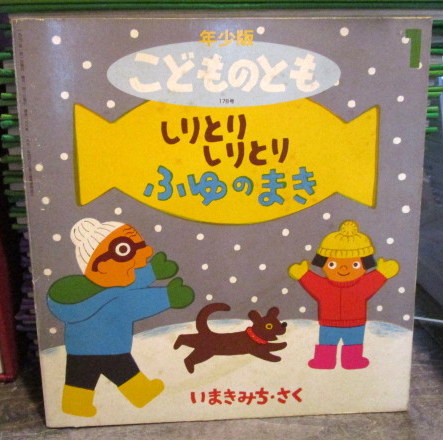 年少版
こどものとも
178号
1
しりとり
しりとり
ふゆのまき
いまきみち・さく